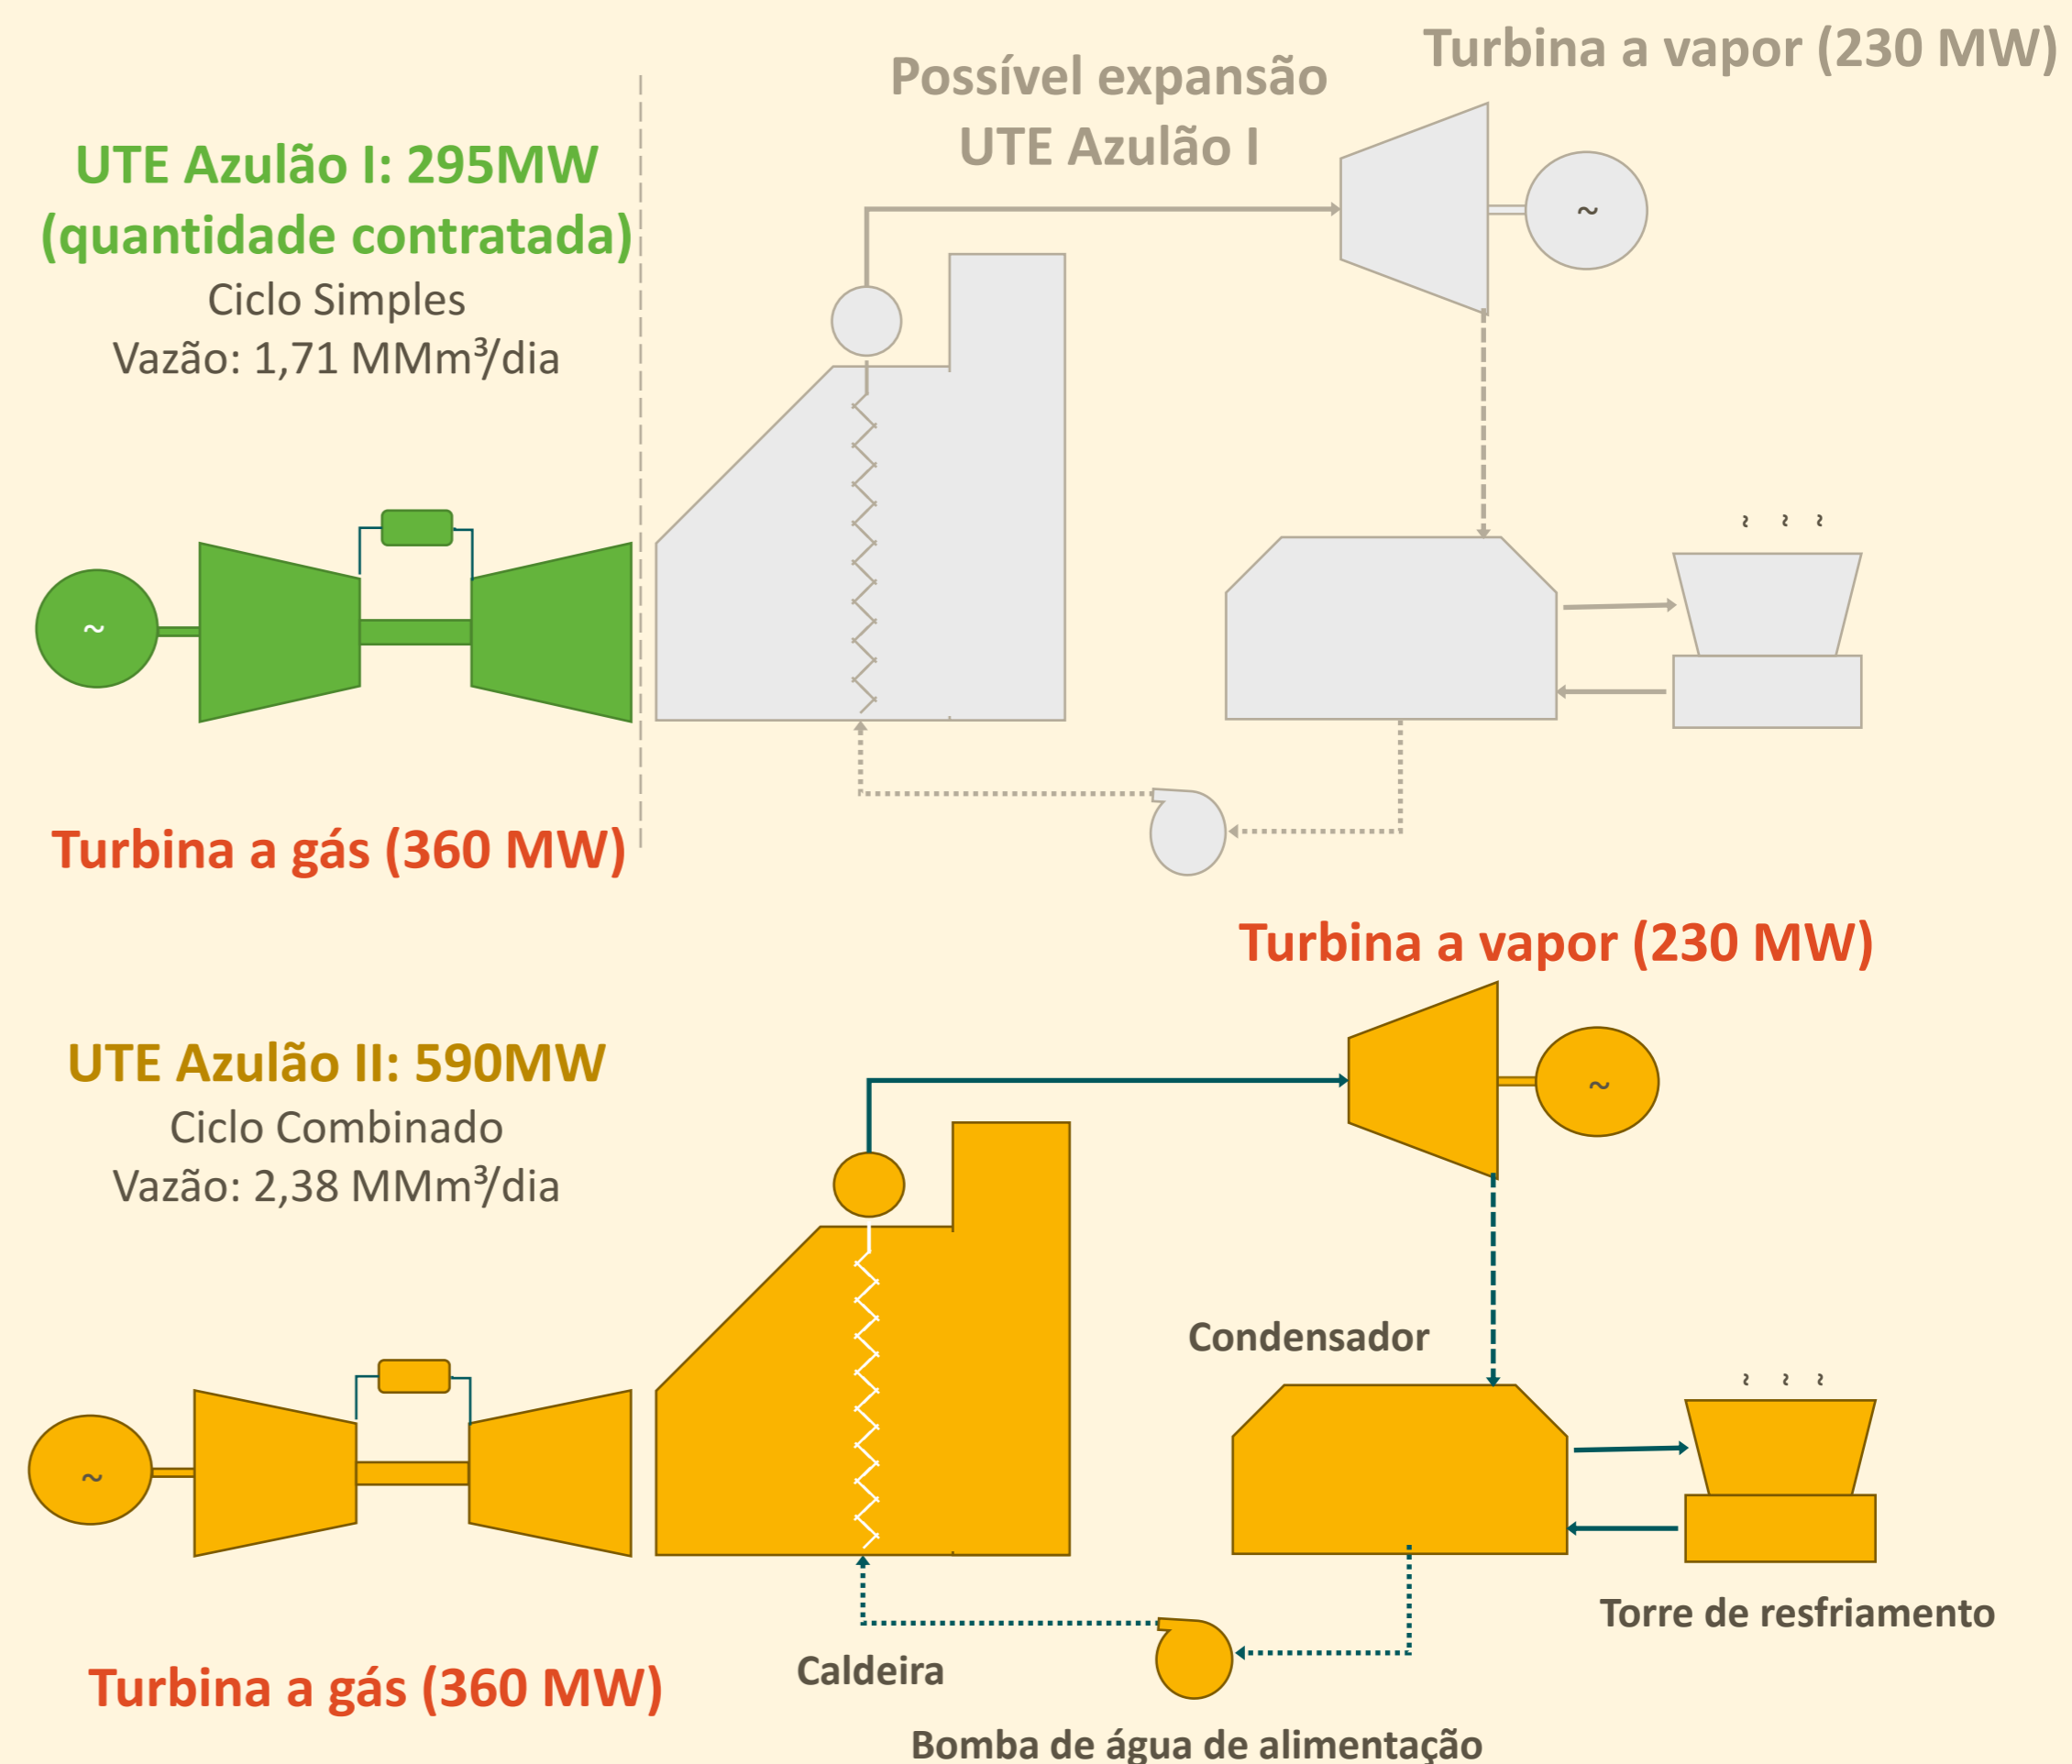 Turbina a vapor (230 MW)
Possível expansão
UTE Azulão I
UTE Azulão I: 295MW
(quantidade contratada)
Ciclo Simples
Vazão: 1,71 MMm³/dia
~
~
Turbina a gás (360 MW)
Turbina a vapor (230 MW)
UTE Azulão II: 590MW
Ciclo Combinado
Vazão: 2,38 MMm³/dia
~
~
Condensador
Torre de resfriamento
Caldeira
Turbina a gás (360 MW)
Bomba de água de alimentação